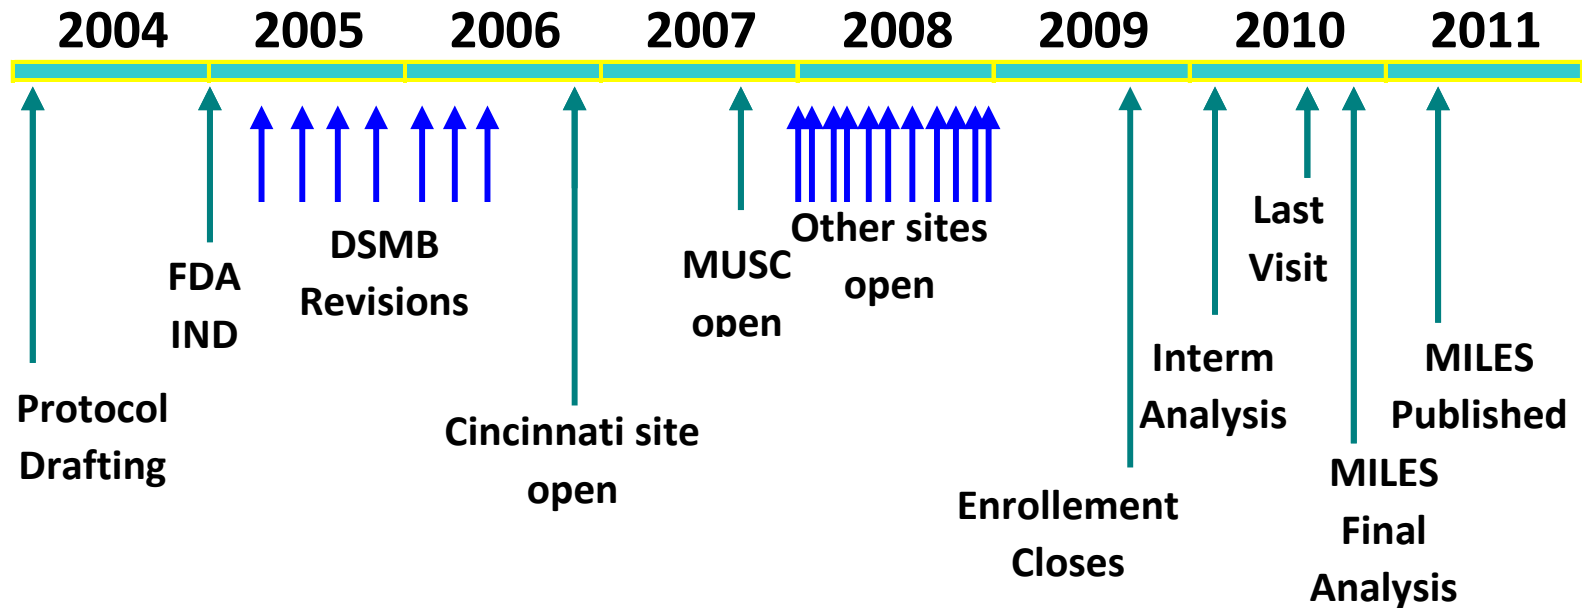 2004 2005 2006 2007 2008 2009 2010 2011
FDA
IND
DSMB
Revisions
MUSC
open
Other sites
open
Last
Visit
Protocol
Drafting
Cincinnati site
open
Enrollement
Closes
Interm
Analysis
MILES
Final
Analysis
MILES
Published